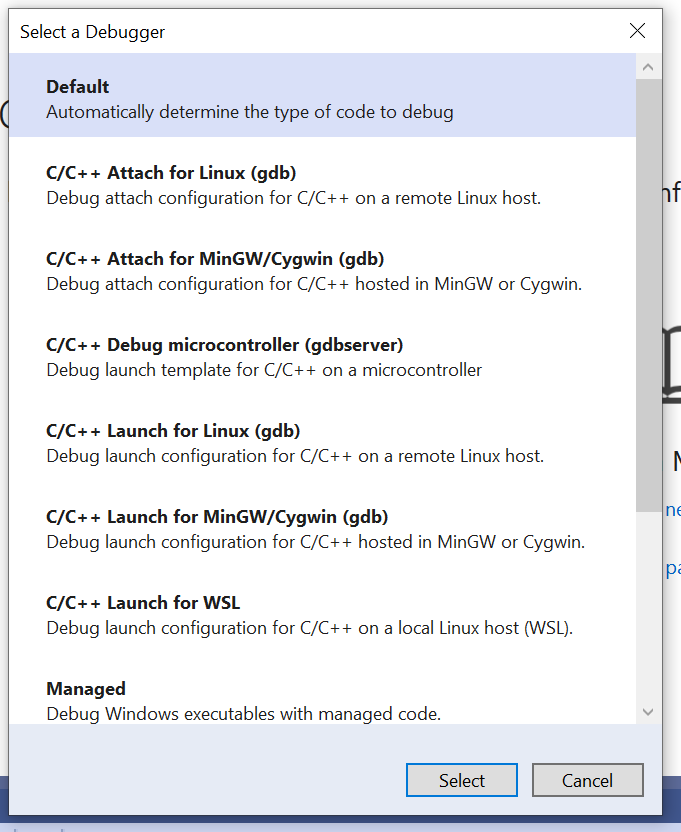 Select a Debugger
Default
Automatically determine the type of code to debug
C/C++ Attach for Linux (gdb)
Debug attach configuration for C/C++ on a remote Linux host.
C/C++ Attach for MinGW/Cygwin (gdb)
Debug attach configuration for C/C++ hosted in MinGW or Cygwin.
C/C++ Debug microcontroller (gdbserver)
Debug launch template for C/C++ on a microcontroller
C/C++ Launch for Linux (gdb)
Debug launch configuration for C/C++ on a remote Linux host.
C/C++ Launch for MinGW/Cygwin (gdb)
Debug launch configuration for C/C++ hosted in MinGW or Cygwin.
C/C++ Launch for WSL
Debug launch configuration for C/C++ on a local Linux host (WSL).
Managed
Debug Windows executables with managed code.
Select
Cancel